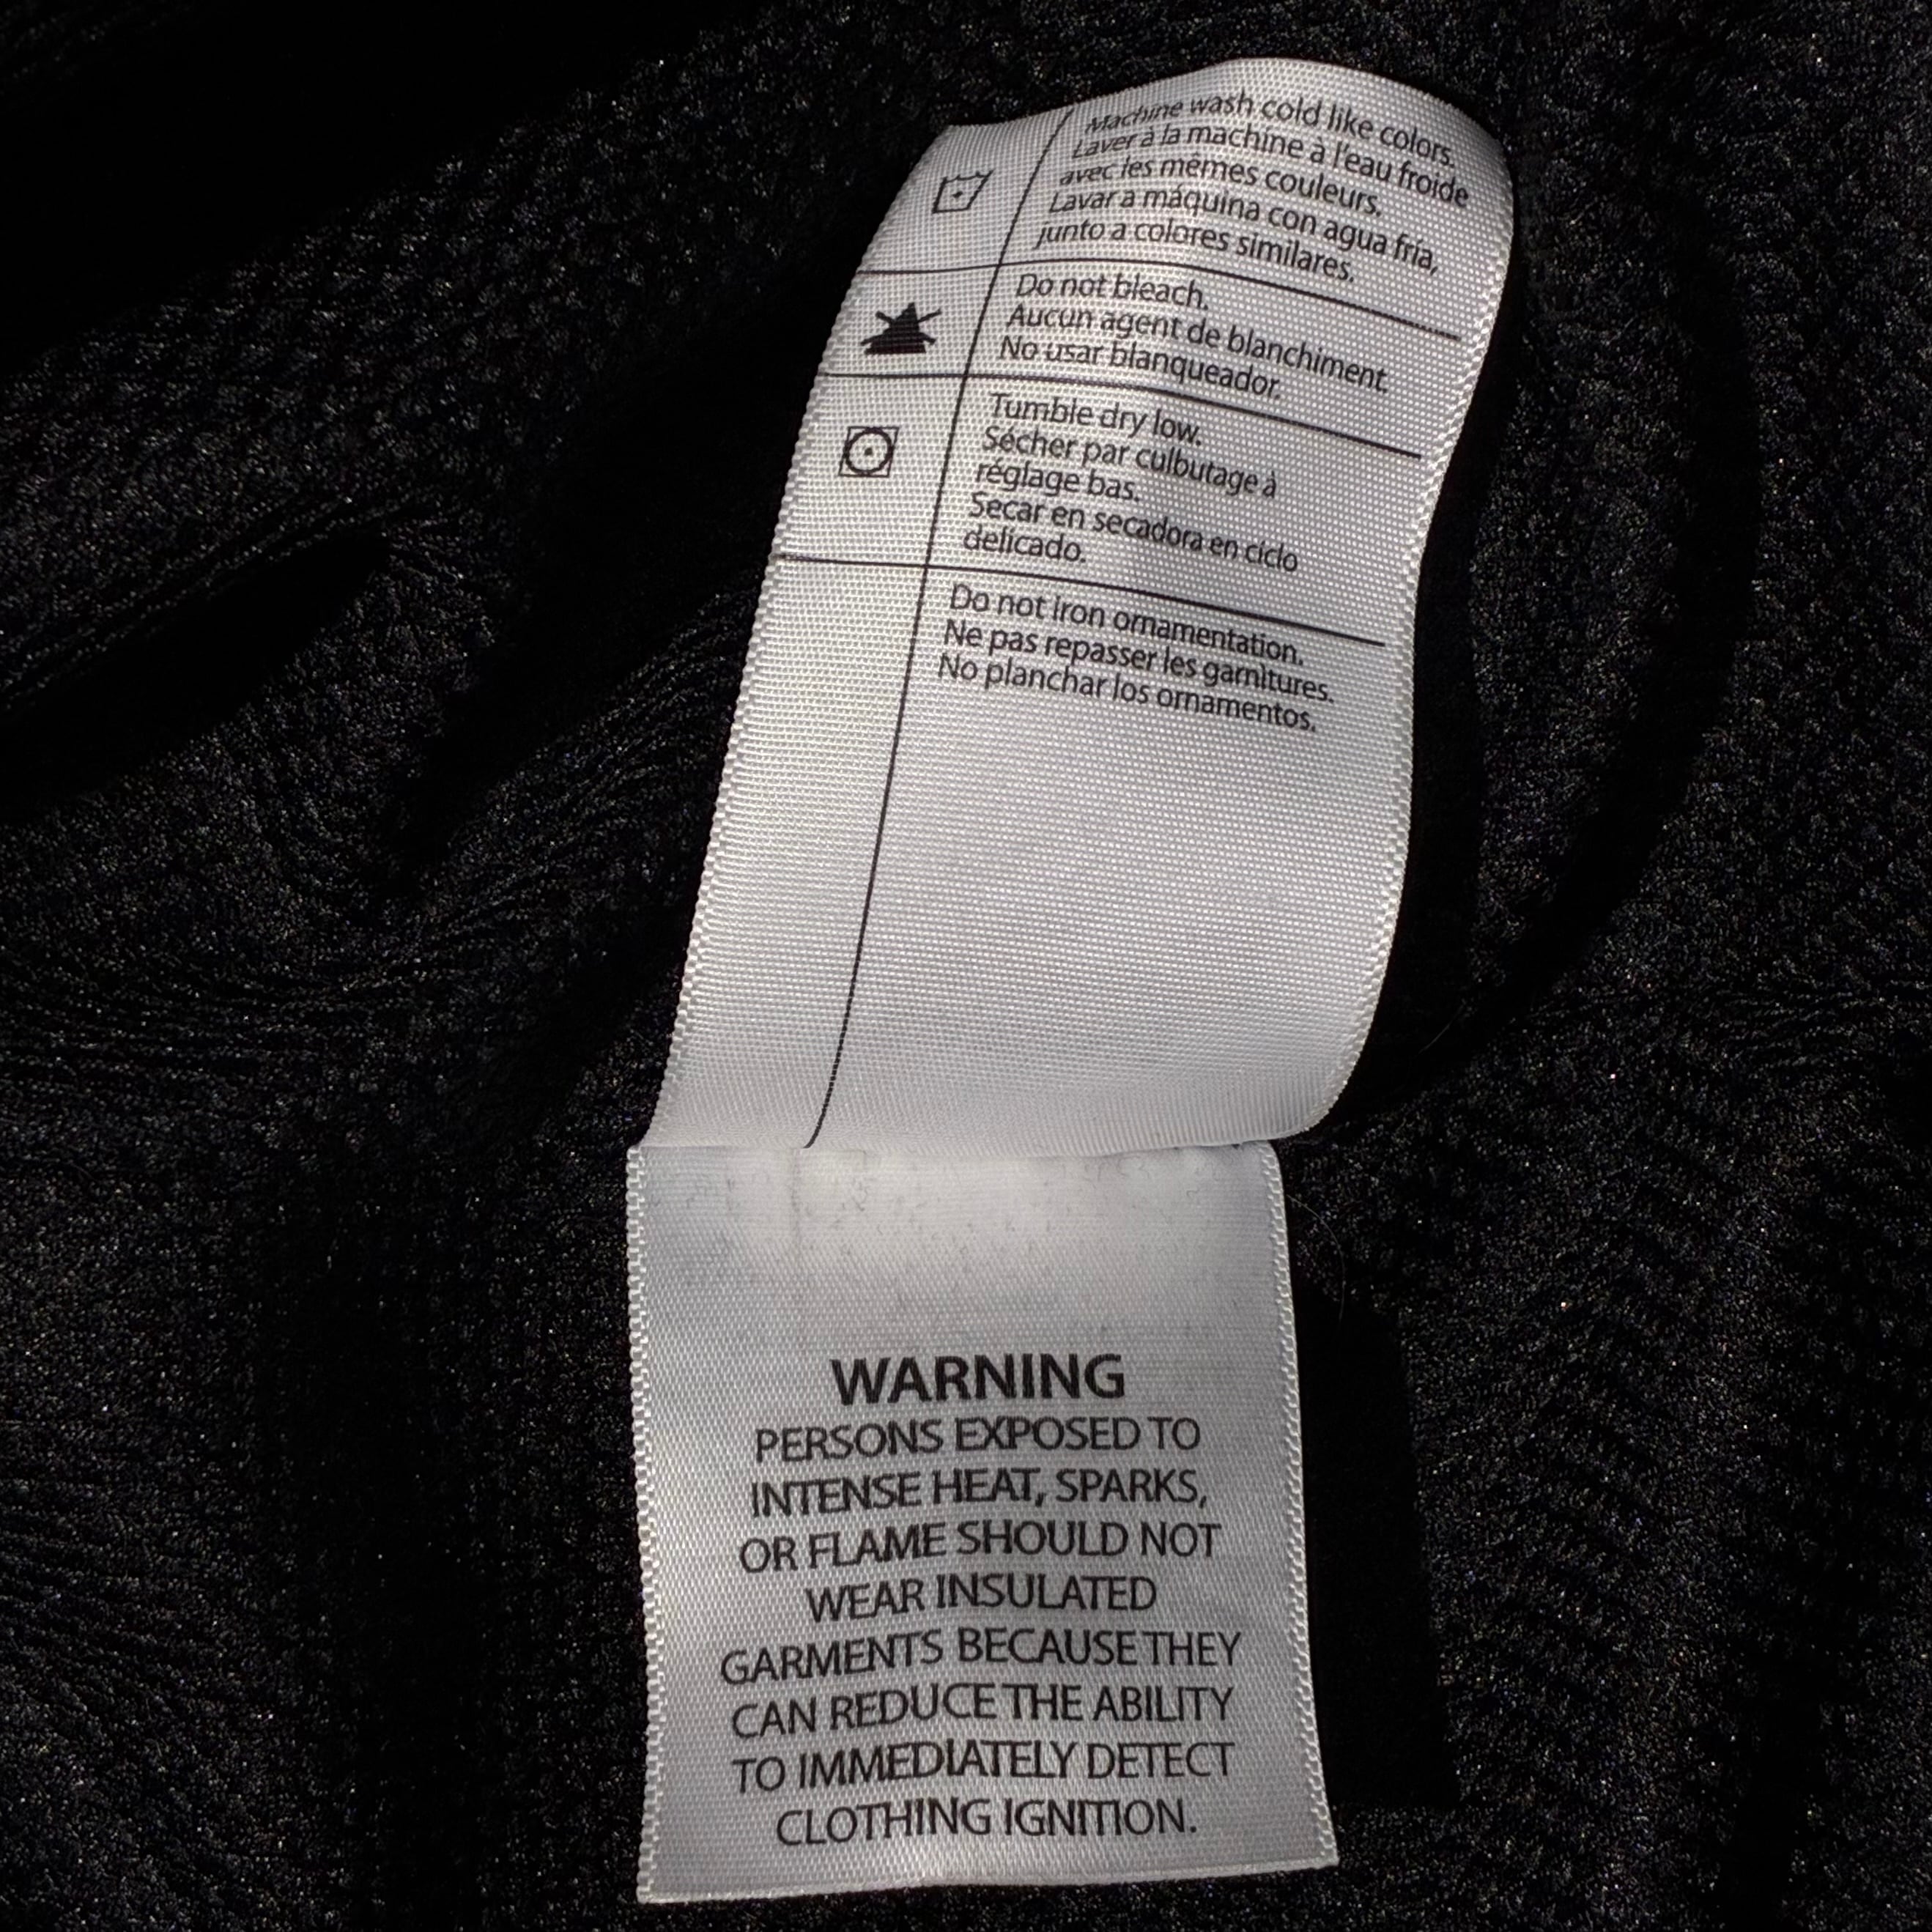 Machine wash cold like colors.
Laver à la machine à l'eau froide
avec les mêmes couleurs.
Lavar a máquina con agua fría,
junto a colores similares.
Do not bleach.
Aucun agent de blanchiment.
No usar blanqueador.
Tumble dry low.
Sécher par culbutage à
réglage bas.
Secar en secadora en ciclo
delicado.
Do not iron ornamentation.
Ne pas repasser les garnitures.
No planchar los ornamentos.
WARNING
PERSONS EXPOSED TO
INTENSE HEAT, SPARKS,
OR FLAME SHOULD NOT
WEAR INSULATED
GARMENTS BECAUSE THEY
CAN REDUCE THE ABILITY
TO IMMEDIATELY DETECT
CLOTHING IGNITION.